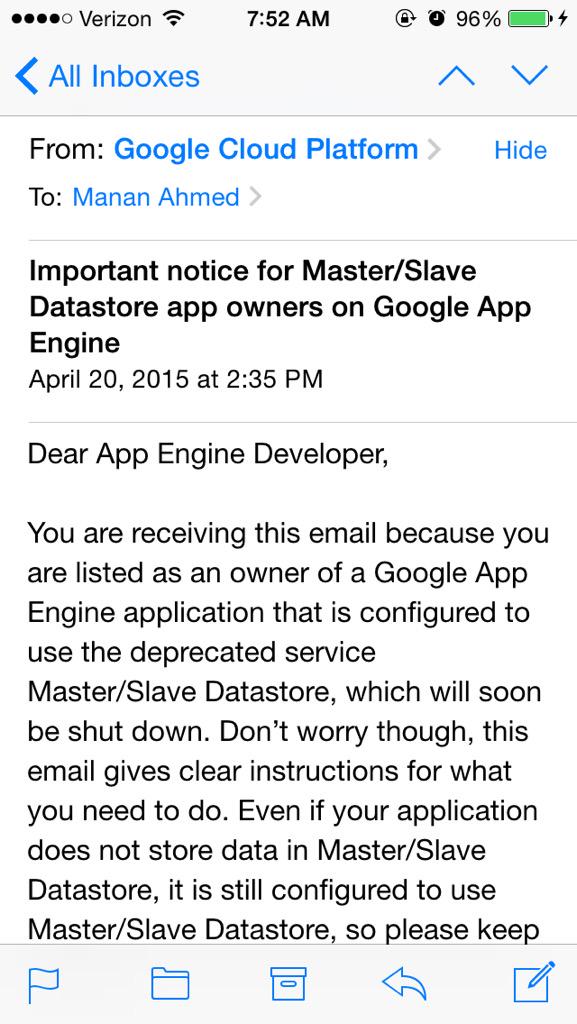 Verizon 7:52 AM 96%
All Inboxes
From: Google Cloud Platform Hide
To: Manan Ahmed
Important notice for Master/Slave
Datastore app owners on Google App
Engine
April 20, 2015 at 2:35 PM
Dear App Engine Developer,
You are receiving this email because you
are listed as an owner of a Google App
Engine application that is configured to
use the deprecated service
Master/Slave Datastore, which will soon
be shut down. Don’t worry though, this
email gives clear instructions for what
you need to do. Even if your application
does not store data in Master/Slave
Datastore, it is still configured to use
Master/Slave Datastore, so please keep